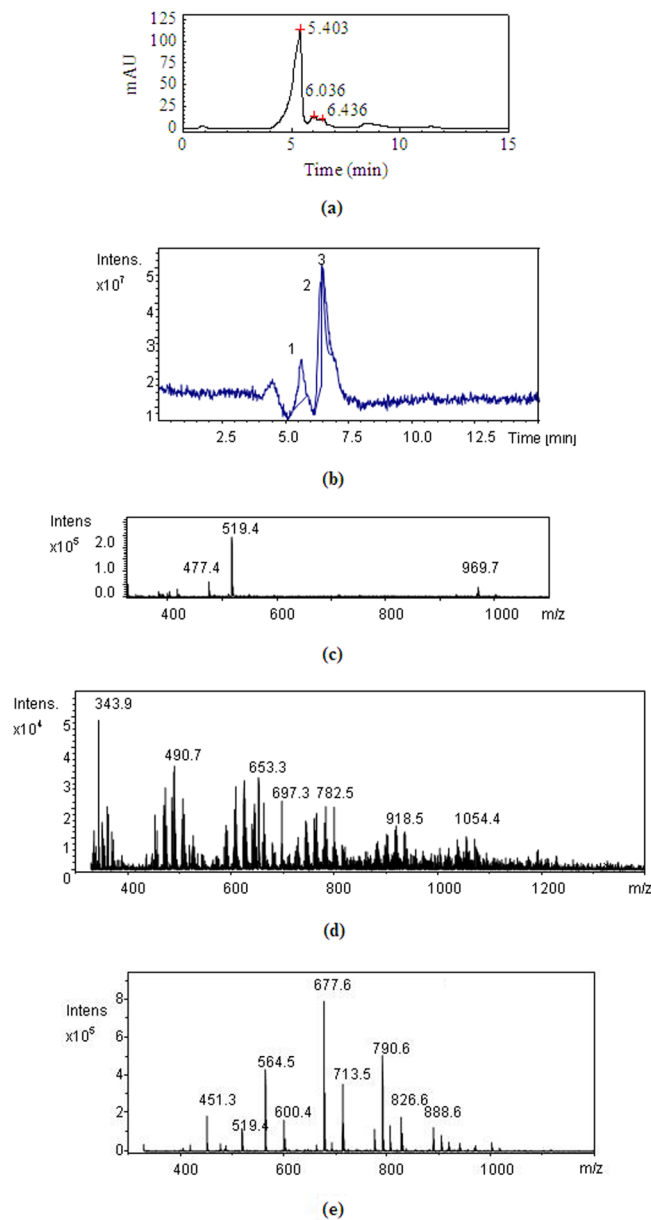 125
100
75
50
25
0
mAU
5.403
6.036
6.436
0 5 10 15
Time (min)
(a)
Intens.
x10⁷
5
4
3
2
1
1
2
3
2.5 5.0 7.5 10.0 12.5 Time [min]
(b)
Intens
x10⁵
2.0
1.0
0.0
477.4
519.4
969.7
400 600 800 1000 m/z
(c)
Intens.
x10⁴
5
4
3
2
1
0
343.9
490.7
653.3
697.3
782.5
918.5
1054.4
400 600 800 1000 1200 m/z
(d)
Intens
x10⁵
8
6
4
2
0
451.3
519.4
564.5
600.4
677.6
713.5
790.6
826.6
888.6
400 600 800 1000 m/z
(e)